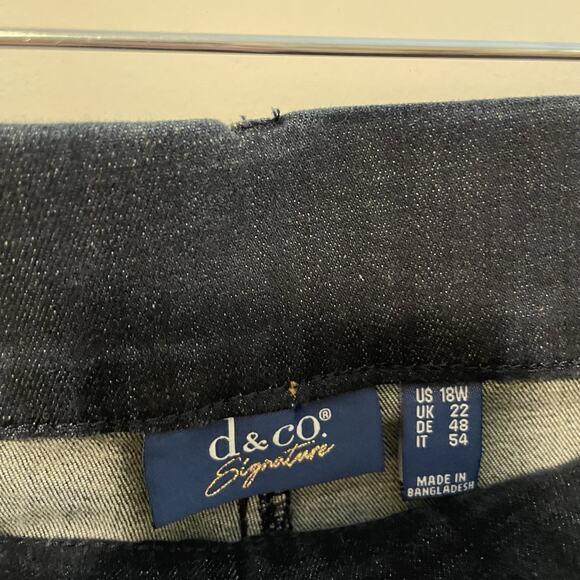 d&co.®
Signature
US 18W
UK 22
DE 48
IT 54
MADE IN
BANGLADESH